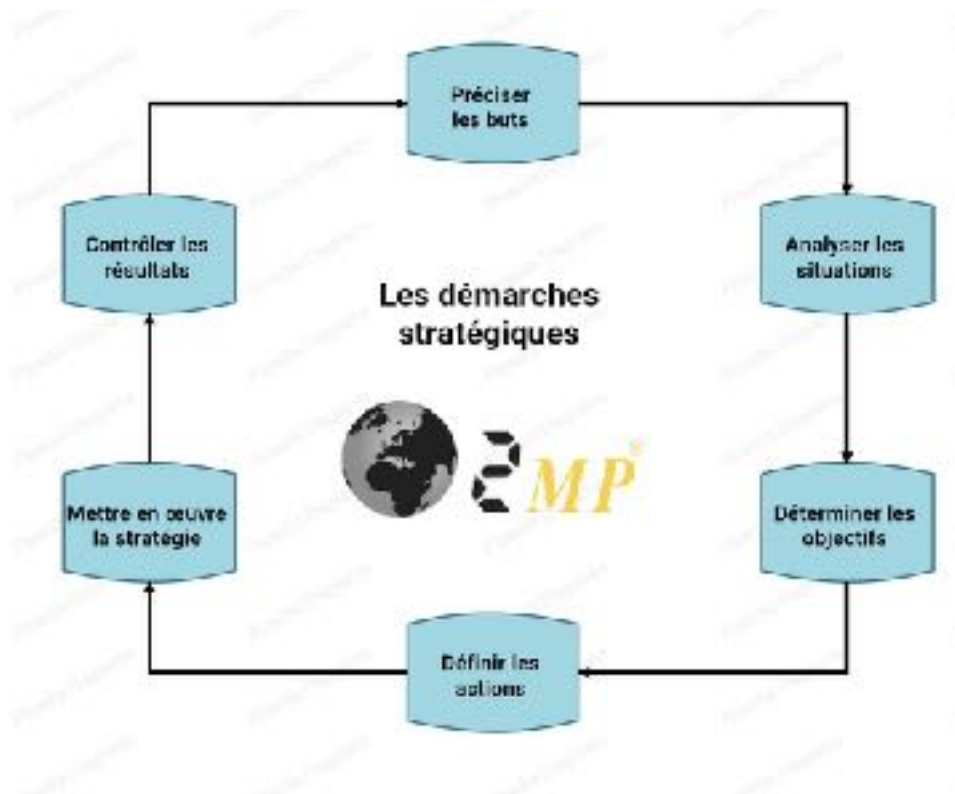 Préciser
les buts
Contrôler les
résultats
Analyser les
situations
Les démarches
stratégiques
2MP
Mettre en œuvre
la stratégie
Déterminer les
objectifs
Définir les
actions